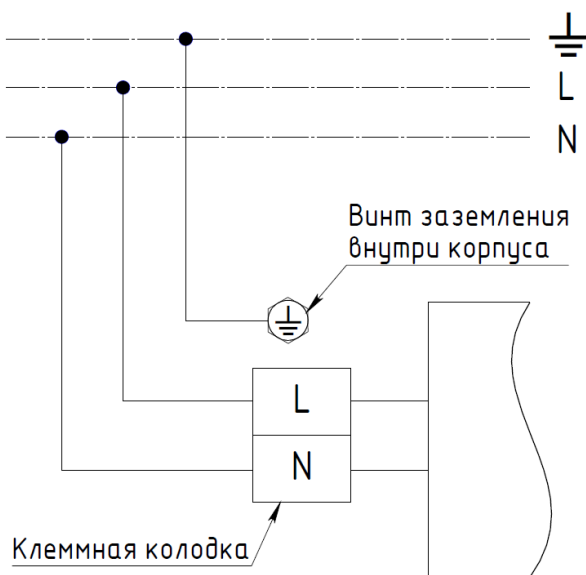 L
N
Винт заземления
внутри корпуса
L
N
Клеммная колодка